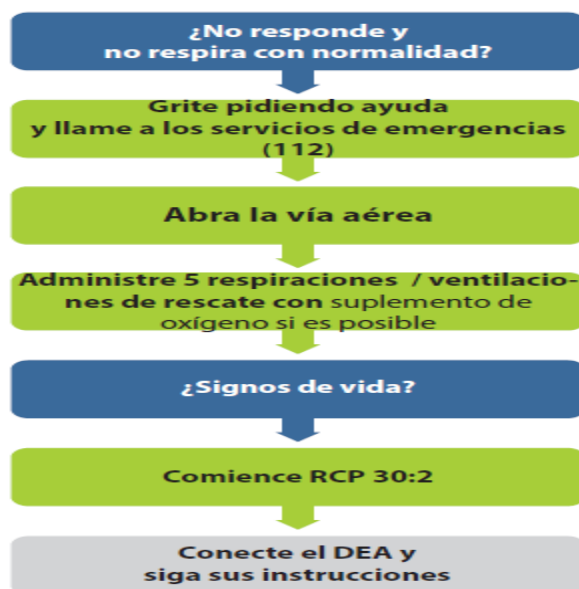 ¿No responde y
no respira con normalidad?
Grite pidiendo ayuda
y llame a los servicios de emergencias
(112)
Abra la vía aérea
Administre 5 respiraciones / ventilacio-
nes de rescate con suplemento de
oxígeno si es posible
¿Signos de vida?
Comience RCP 30:2
Conecte el DEA y
siga sus instrucciones